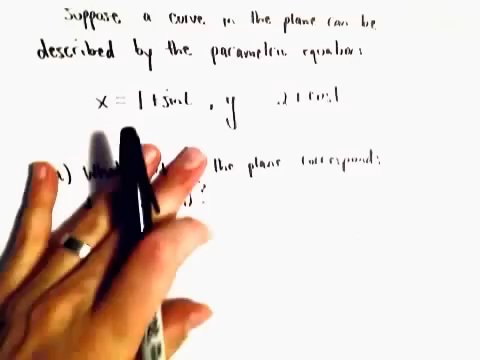 Suppose a curve in the plane can be
described by the parametric equations
x = 1 + sin t , y 2 + cos t
a) Wha the plane corresponds
?